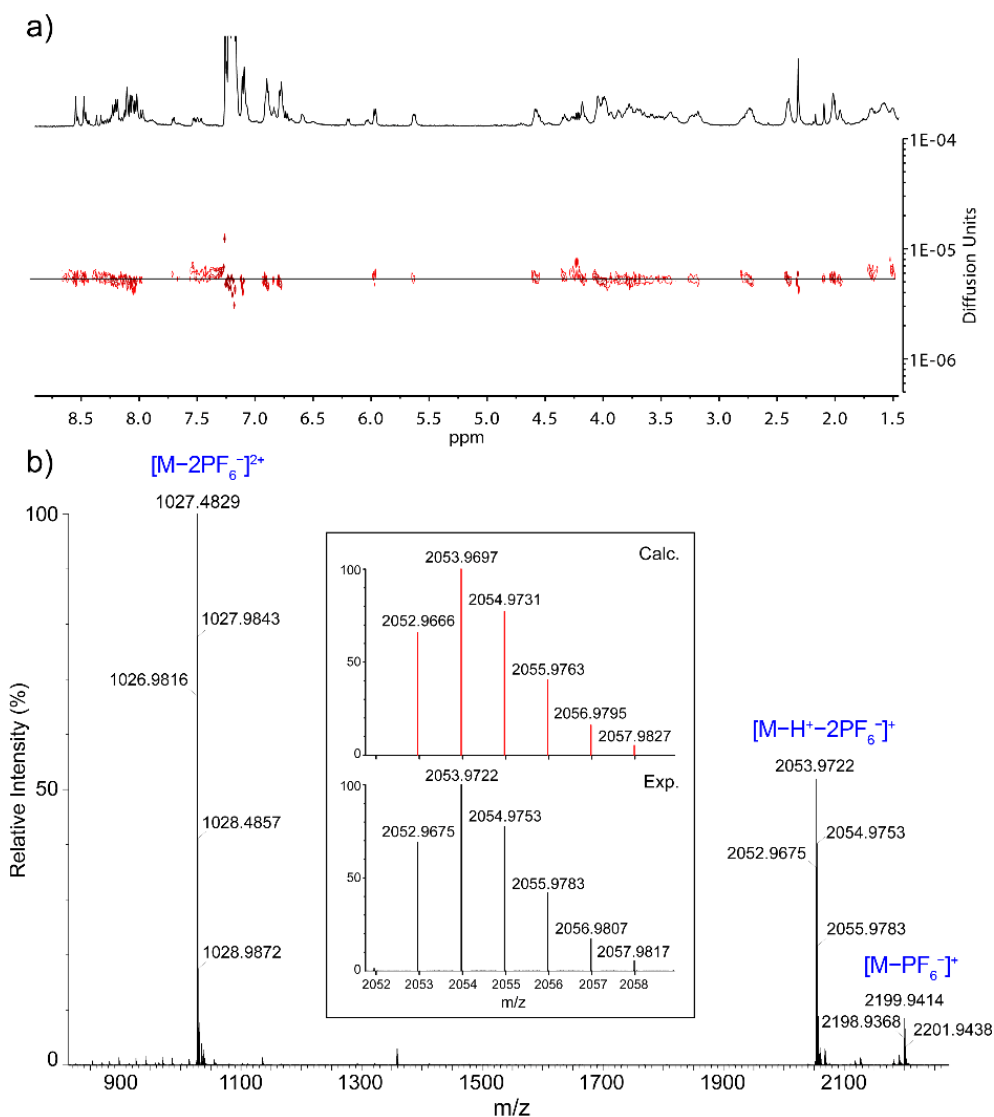 a)
1E-04
1E-05
1E-06
Diffusion Units
8.5 8.0 7.5 7.0 6.5 6.0 5.5 5.0 4.5 4.0 3.5 3.0 2.5 2.0 1.5
ppm
b)
[M−2PF₆⁻]²⁺
1027.4829
1027.9843
1026.9816
1028.4857
1028.9872
100
50
0
Relative Intensity (%)
Calc.
100
50
0
2053.9697
2052.9666
2054.9731
2055.9763
2056.9795
2057.9827
Exp.
100
50
0
2053.9722
2052.9675
2054.9753
2055.9783
2056.9807
2057.9817
2052 2053 2054 2055 2056 2057 2058
m/z
[M−H⁺−2PF₆⁻]⁺
2053.9722
2054.9753
2052.9675
2055.9783
[M−PF₆⁻]⁺
2199.9414
2198.9368
2201.9438
900 1100 1300 1500 1700 1900 2100
m/z